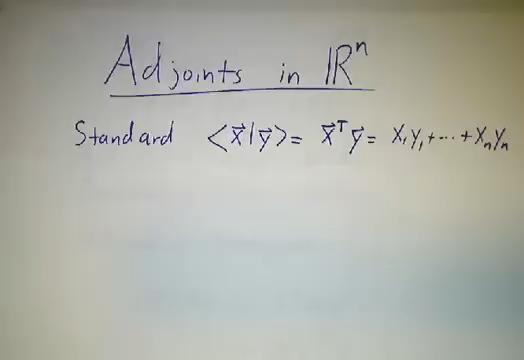 Adjoints in ℝⁿ
Standard ⟨x⃗|y⃗⟩ = x⃗ᵀy⃗ = x₁y₁ + ⋯ + xₙyₙ